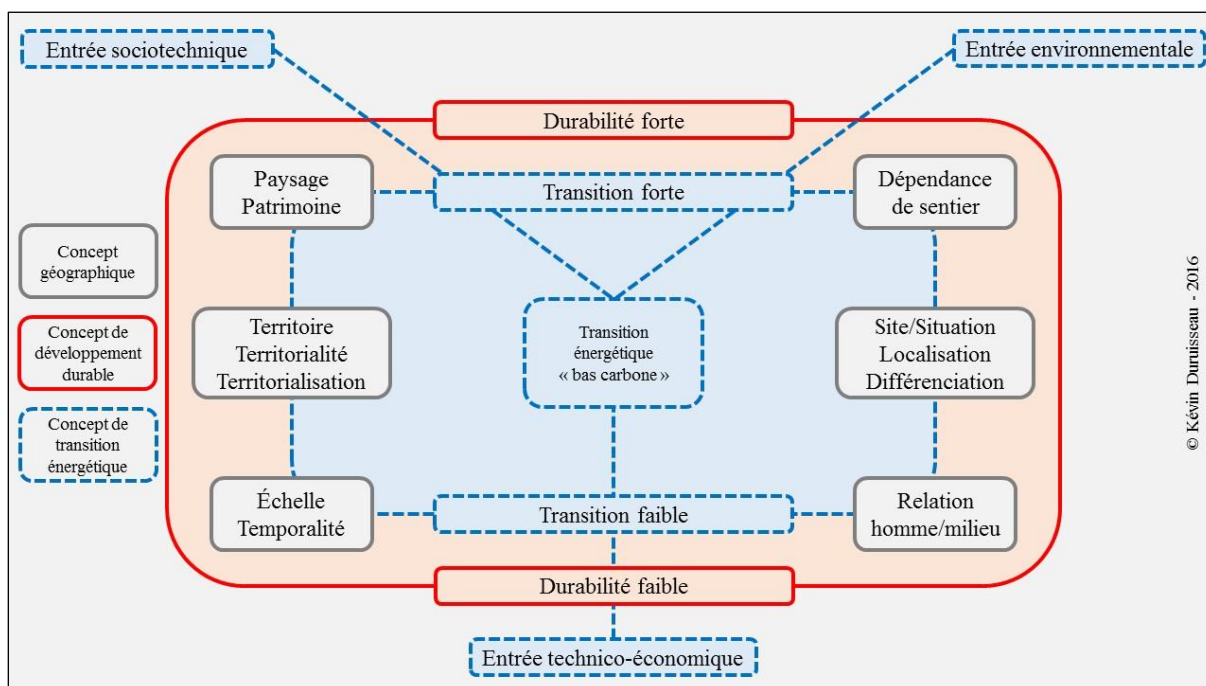 Entrée sociotechnique
Entrée environnementale
Durabilité forte
Paysage
Patrimoine
Transition forte
Dépendance
de sentier
Concept
géographique
Concept de
développement
durable
Concept de
transition
énergétique
Territoire
Territorialité
Territorialisation
Transition
énergétique
« bas carbone »
Site/Situation
Localisation
Différenciation
Échelle
Temporalité
Transition faible
Relation
homme/milieu
Durabilité faible
Entrée technico-économique
© Kévin Duruisseau - 2016